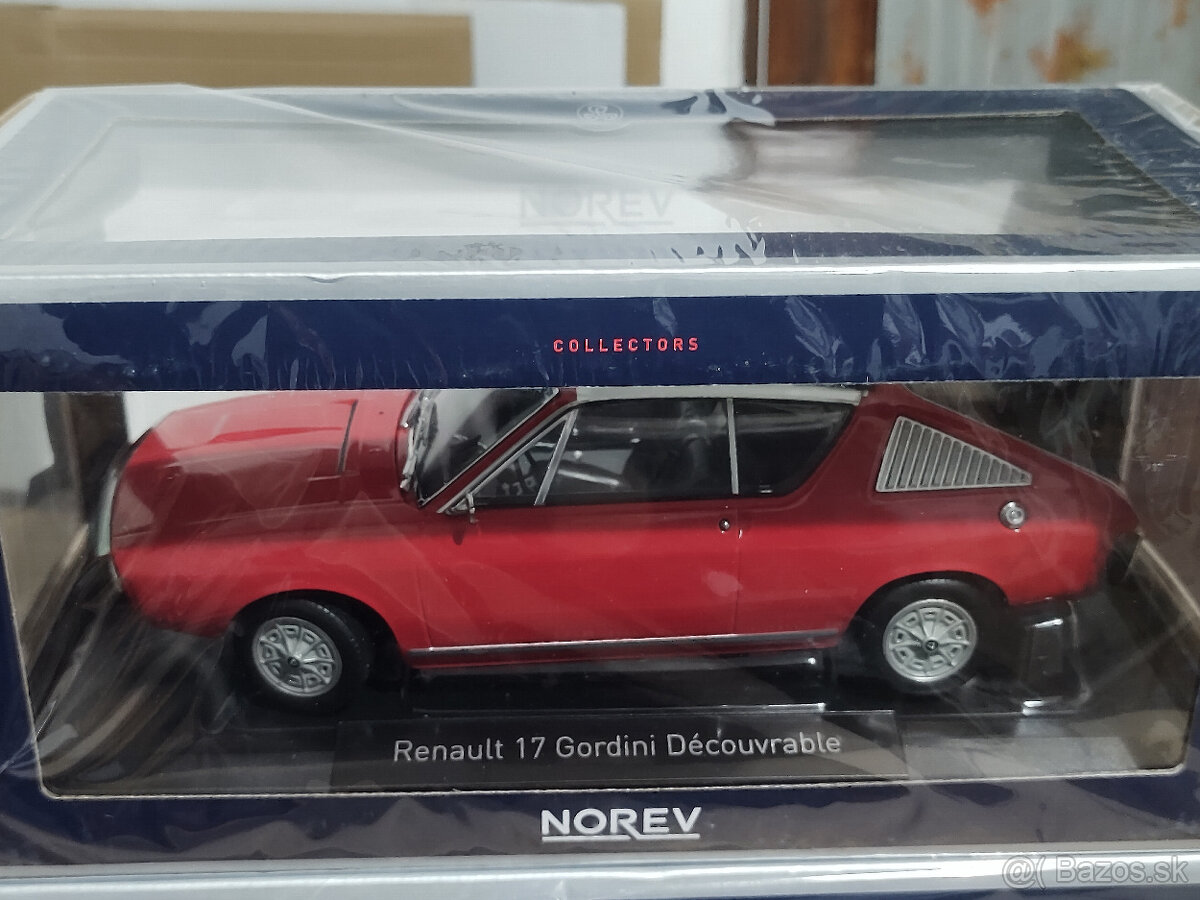 NOREV
COLLECTORS
Renault 17 Gordini Découvrable
NOREV
@( Bazos.sk